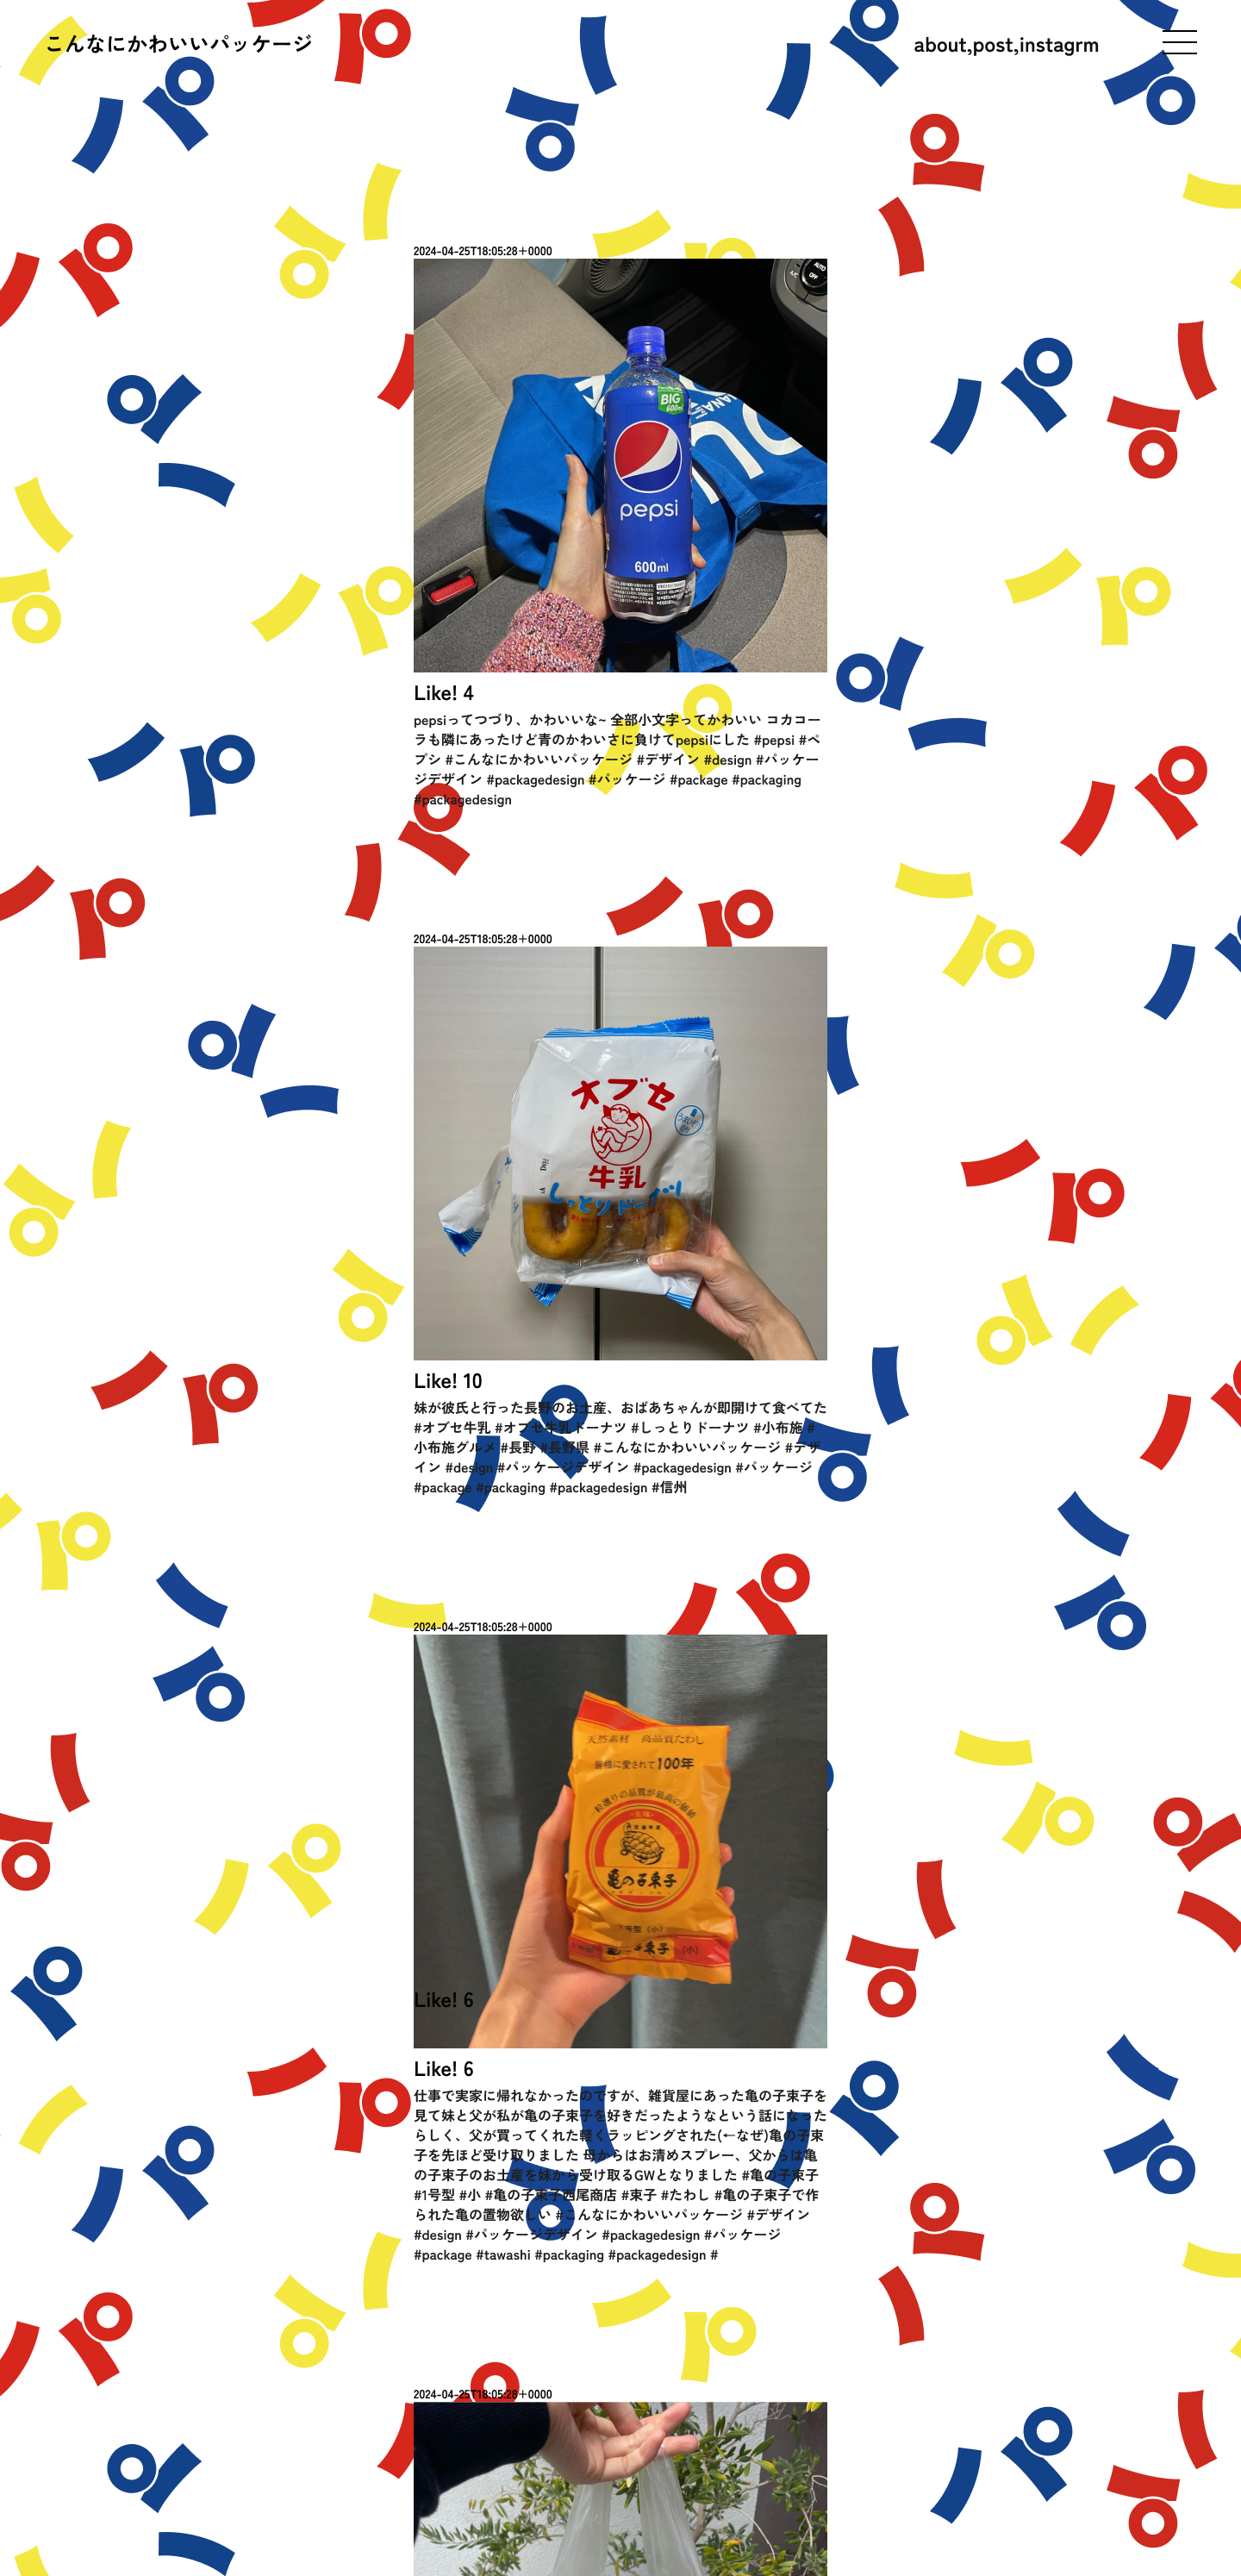 こんなにかわいいパッケージ
about,post,instagrm
2024-04-25T18:05:28+0000
AUTO
A/C
OFF
BIG
600ml
pepsi
600ml
Like! 4
pepsiってつづり、かわいいな~ 全部小文字ってかわいい コカコー
ラも隣にあったけど青のかわいさに負けてpepsiにした #pepsi #ペ
プシ #こんなにかわいいパッケージ #デザイン #design #パッケー
ジデザイン #packagedesign #パッケージ #package #packaging
#packagedesign
2024-04-25T18:05:28+0000
オブセ
牛乳
しっとりドーナツ
Like! 10
妹が彼氏と行った長野のお土産、おばあちゃんが即開けて食べてた
#オブセ牛乳 #オブセ牛乳ドーナツ #しっとりドーナツ #小布施 #
小布施グルメ #長野 #長野県 #こんなにかわいいパッケージ #デザ
イン #design #パッケージデザイン #packagedesign #パッケージ
#package #packaging #packagedesign #信州
2024-04-25T18:05:28+0000
天然素材 高品質たわし
皆様に愛されて100年
一粒選りの品質が最高の価値
亀の子束子
亀の子束子 (小)
Like! 6
Like! 6
仕事で実家に帰れなかったのですが、雑貨屋にあった亀の子束子を
見て妹と父が私が亀の子束子を好きだったようなという話になった
らしく、父が買ってくれた軽くラッピングされた(←なぜ)亀の子束
子を先ほど受け取りました 母からはお清めスプレー、父からは亀
の子束子のお土産を妹から受け取るGWとなりました #亀の子束子
#1号型 #小 #亀の子束子西尾商店 #束子 #たわし #亀の子束子で作
られた亀の置物欲しい #こんなにかわいいパッケージ #デザイン
#design #パッケージデザイン #packagedesign #パッケージ
#package #tawashi #packaging #packagedesign #
2024-04-25T18:05:28+0000